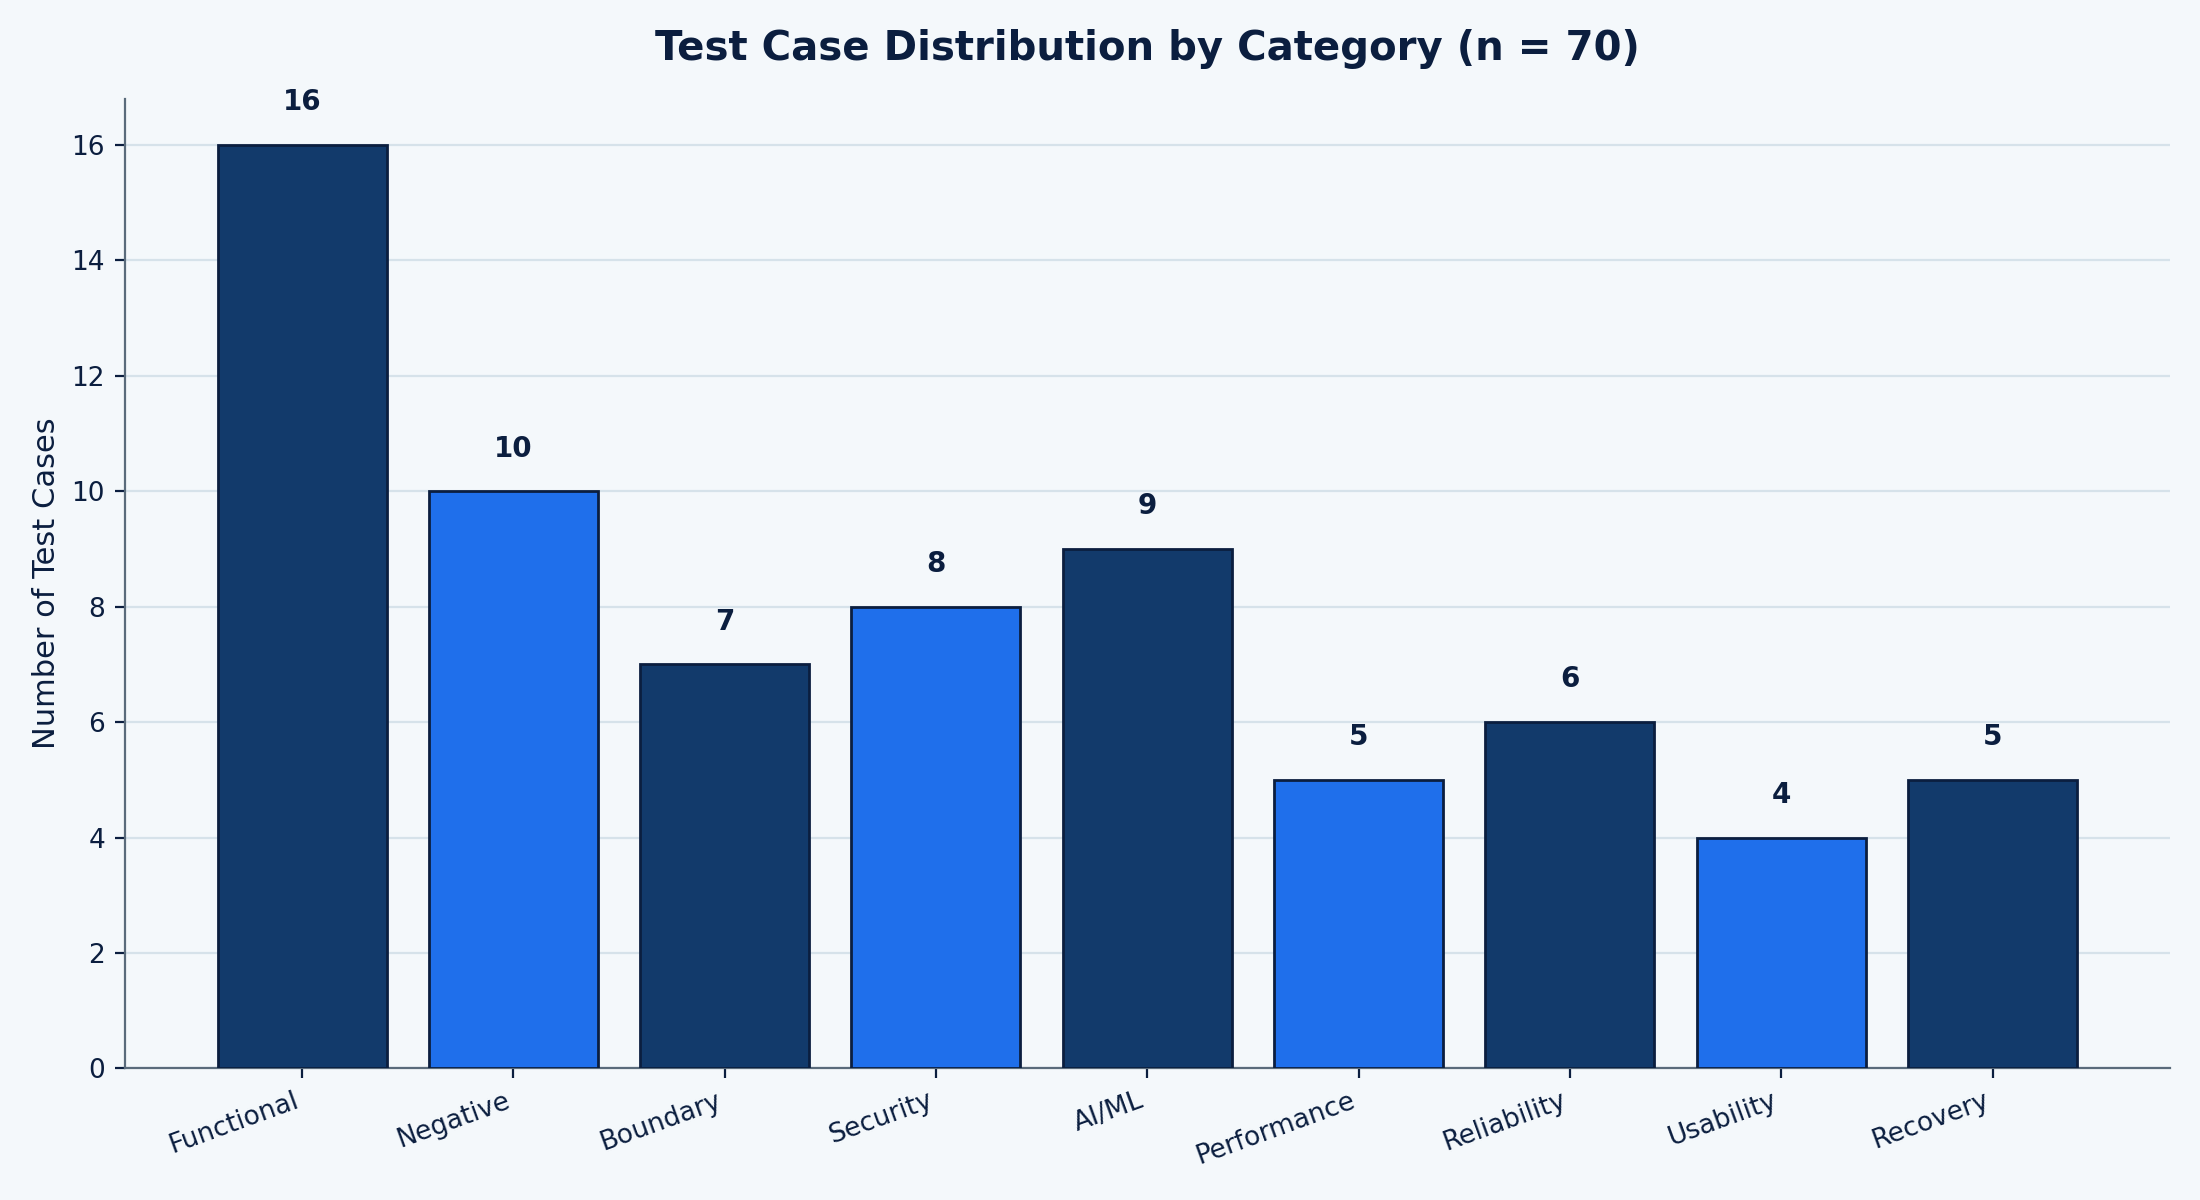 Test Case Distribution by Category (n = 70)
Number of Test Cases
16
14
12
10
8
6
4
2
0
16
10
7
8
9
5
6
4
5
Functional
Negative
Boundary
Security
AI/ML
Performance
Reliability
Usability
Recovery